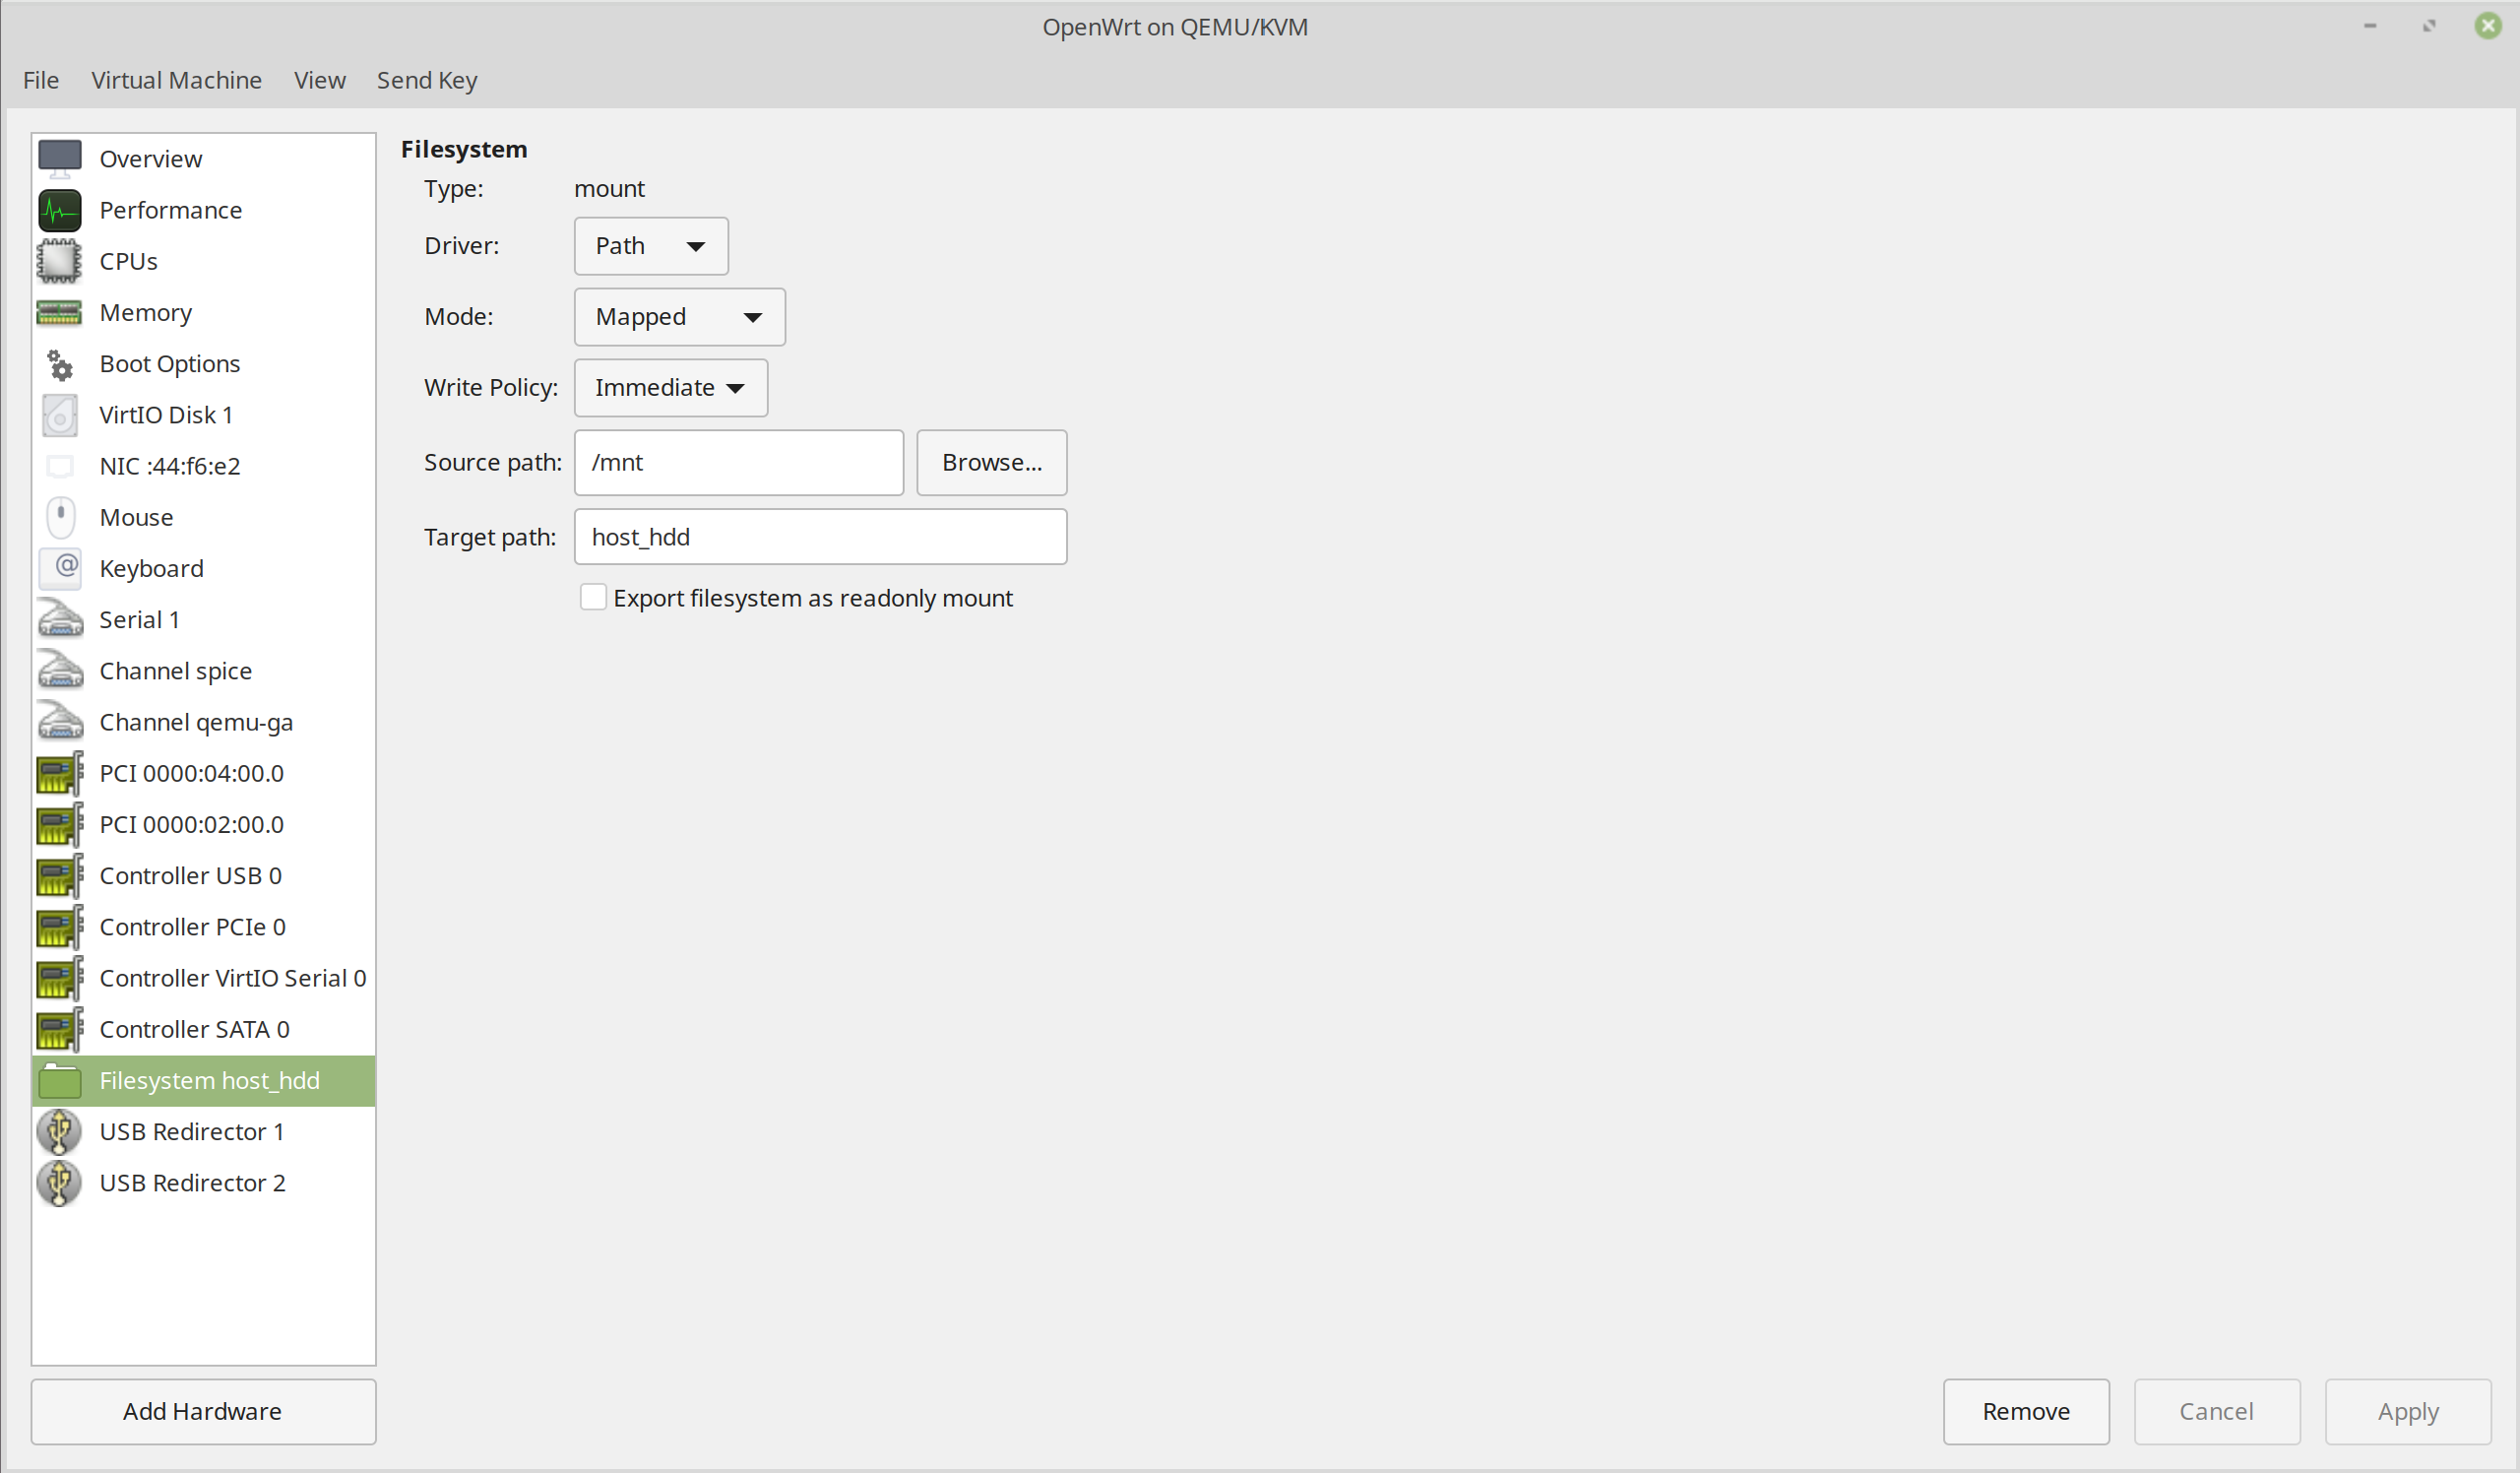 OpenWrt on QEMU/KVM
File Virtual Machine View Send Key
Overview
Performance
CPUs
Memory
Boot Options
VirtIO Disk 1
NIC :44:f6:e2
Mouse
Keyboard
Serial 1
Channel spice
Channel qemu-ga
PCI 0000:04:00.0
PCI 0000:02:00.0
Controller USB 0
Controller PCIe 0
Controller VirtIO Serial 0
Controller SATA 0
Filesystem host_hdd
USB Redirector 1
USB Redirector 2
Add Hardware
Filesystem
Type: mount
Driver: Path
Mode: Mapped
Write Policy: Immediate
Source path: /mnt Browse...
Target path: host_hdd
Export filesystem as readonly mount
Remove Cancel Apply